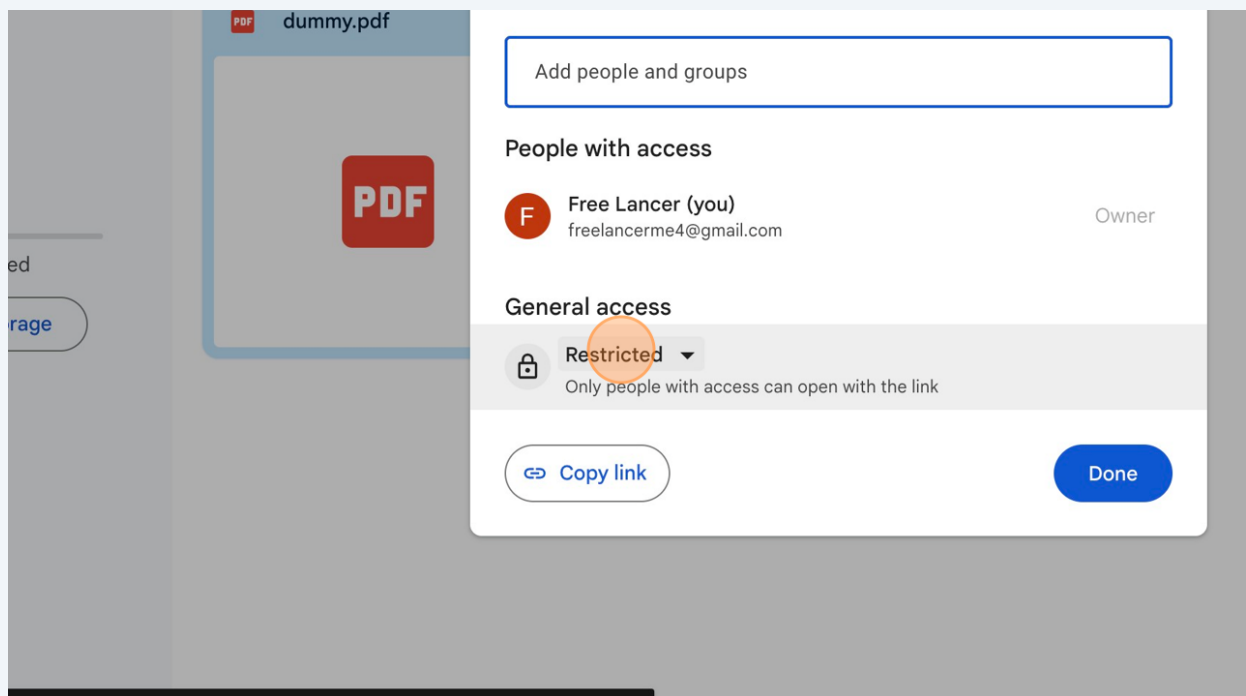 PDF dummy.pdf
Add people and groups
People with access
PDF
F
Free Lancer (you)
freelancerme4@gmail.com
Owner
ed
rage
General access
Restricted
Only people with access can open with the link
Copy link
Done